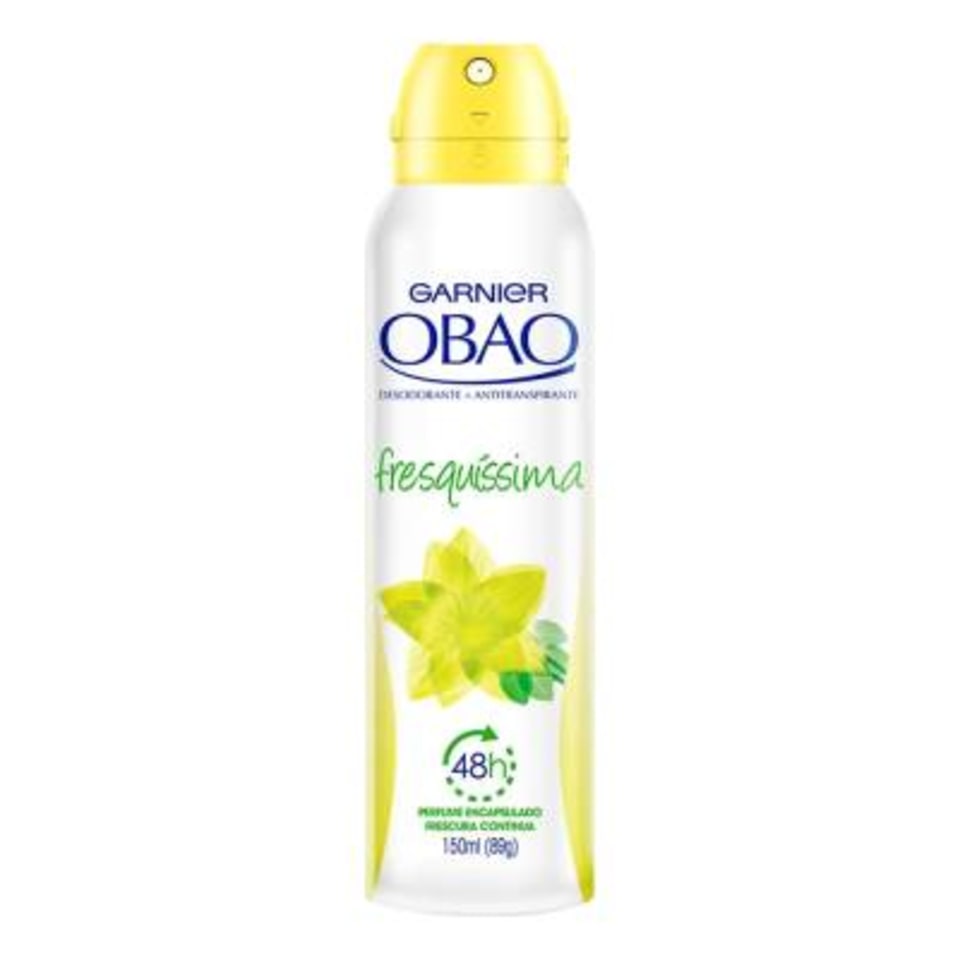 GARNIER
OBAO
DESODORANTE + ANTITRANSPIRANTE
fresquíssima
48h
PERFUME ENCAPSULADO
FRESCURA CONTINUA
150ml (89g)